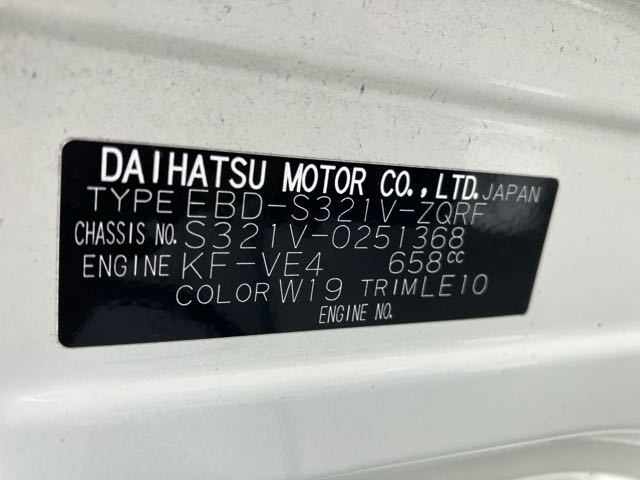 DAIHATSU MOTOR CO.,LTD. JAPAN
TYPE EBD-S321V-ZQRF
CHASSIS NO. S321V-0251368
ENGINE KF-VE4 658cc
COLOR W19 TRIM LE10
ENGINE NO.